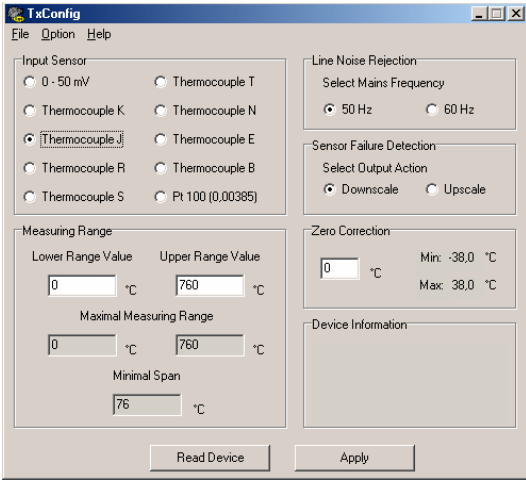 TxConfig
File Option Help
Input Sensor
0 - 50 mV
Thermocouple T
Thermocouple K
Thermocouple N
Thermocouple J
Thermocouple E
Thermocouple R
Thermocouple B
Thermocouple S
Pt 100 (0,00385)
Line Noise Rejection
Select Mains Frequency
50 Hz
60 Hz
Sensor Failure Detection
Select Output Action
Downscale
Upscale
Measuring Range
Lower Range Value
Upper Range Value
0 °C
760 °C
Maximal Measuring Range
0 °C
760 °C
Minimal Span
76 °C
Zero Correction
0 °C
Min: -38,0 °C
Max: 38,0 °C
Device Information
Read Device
Apply